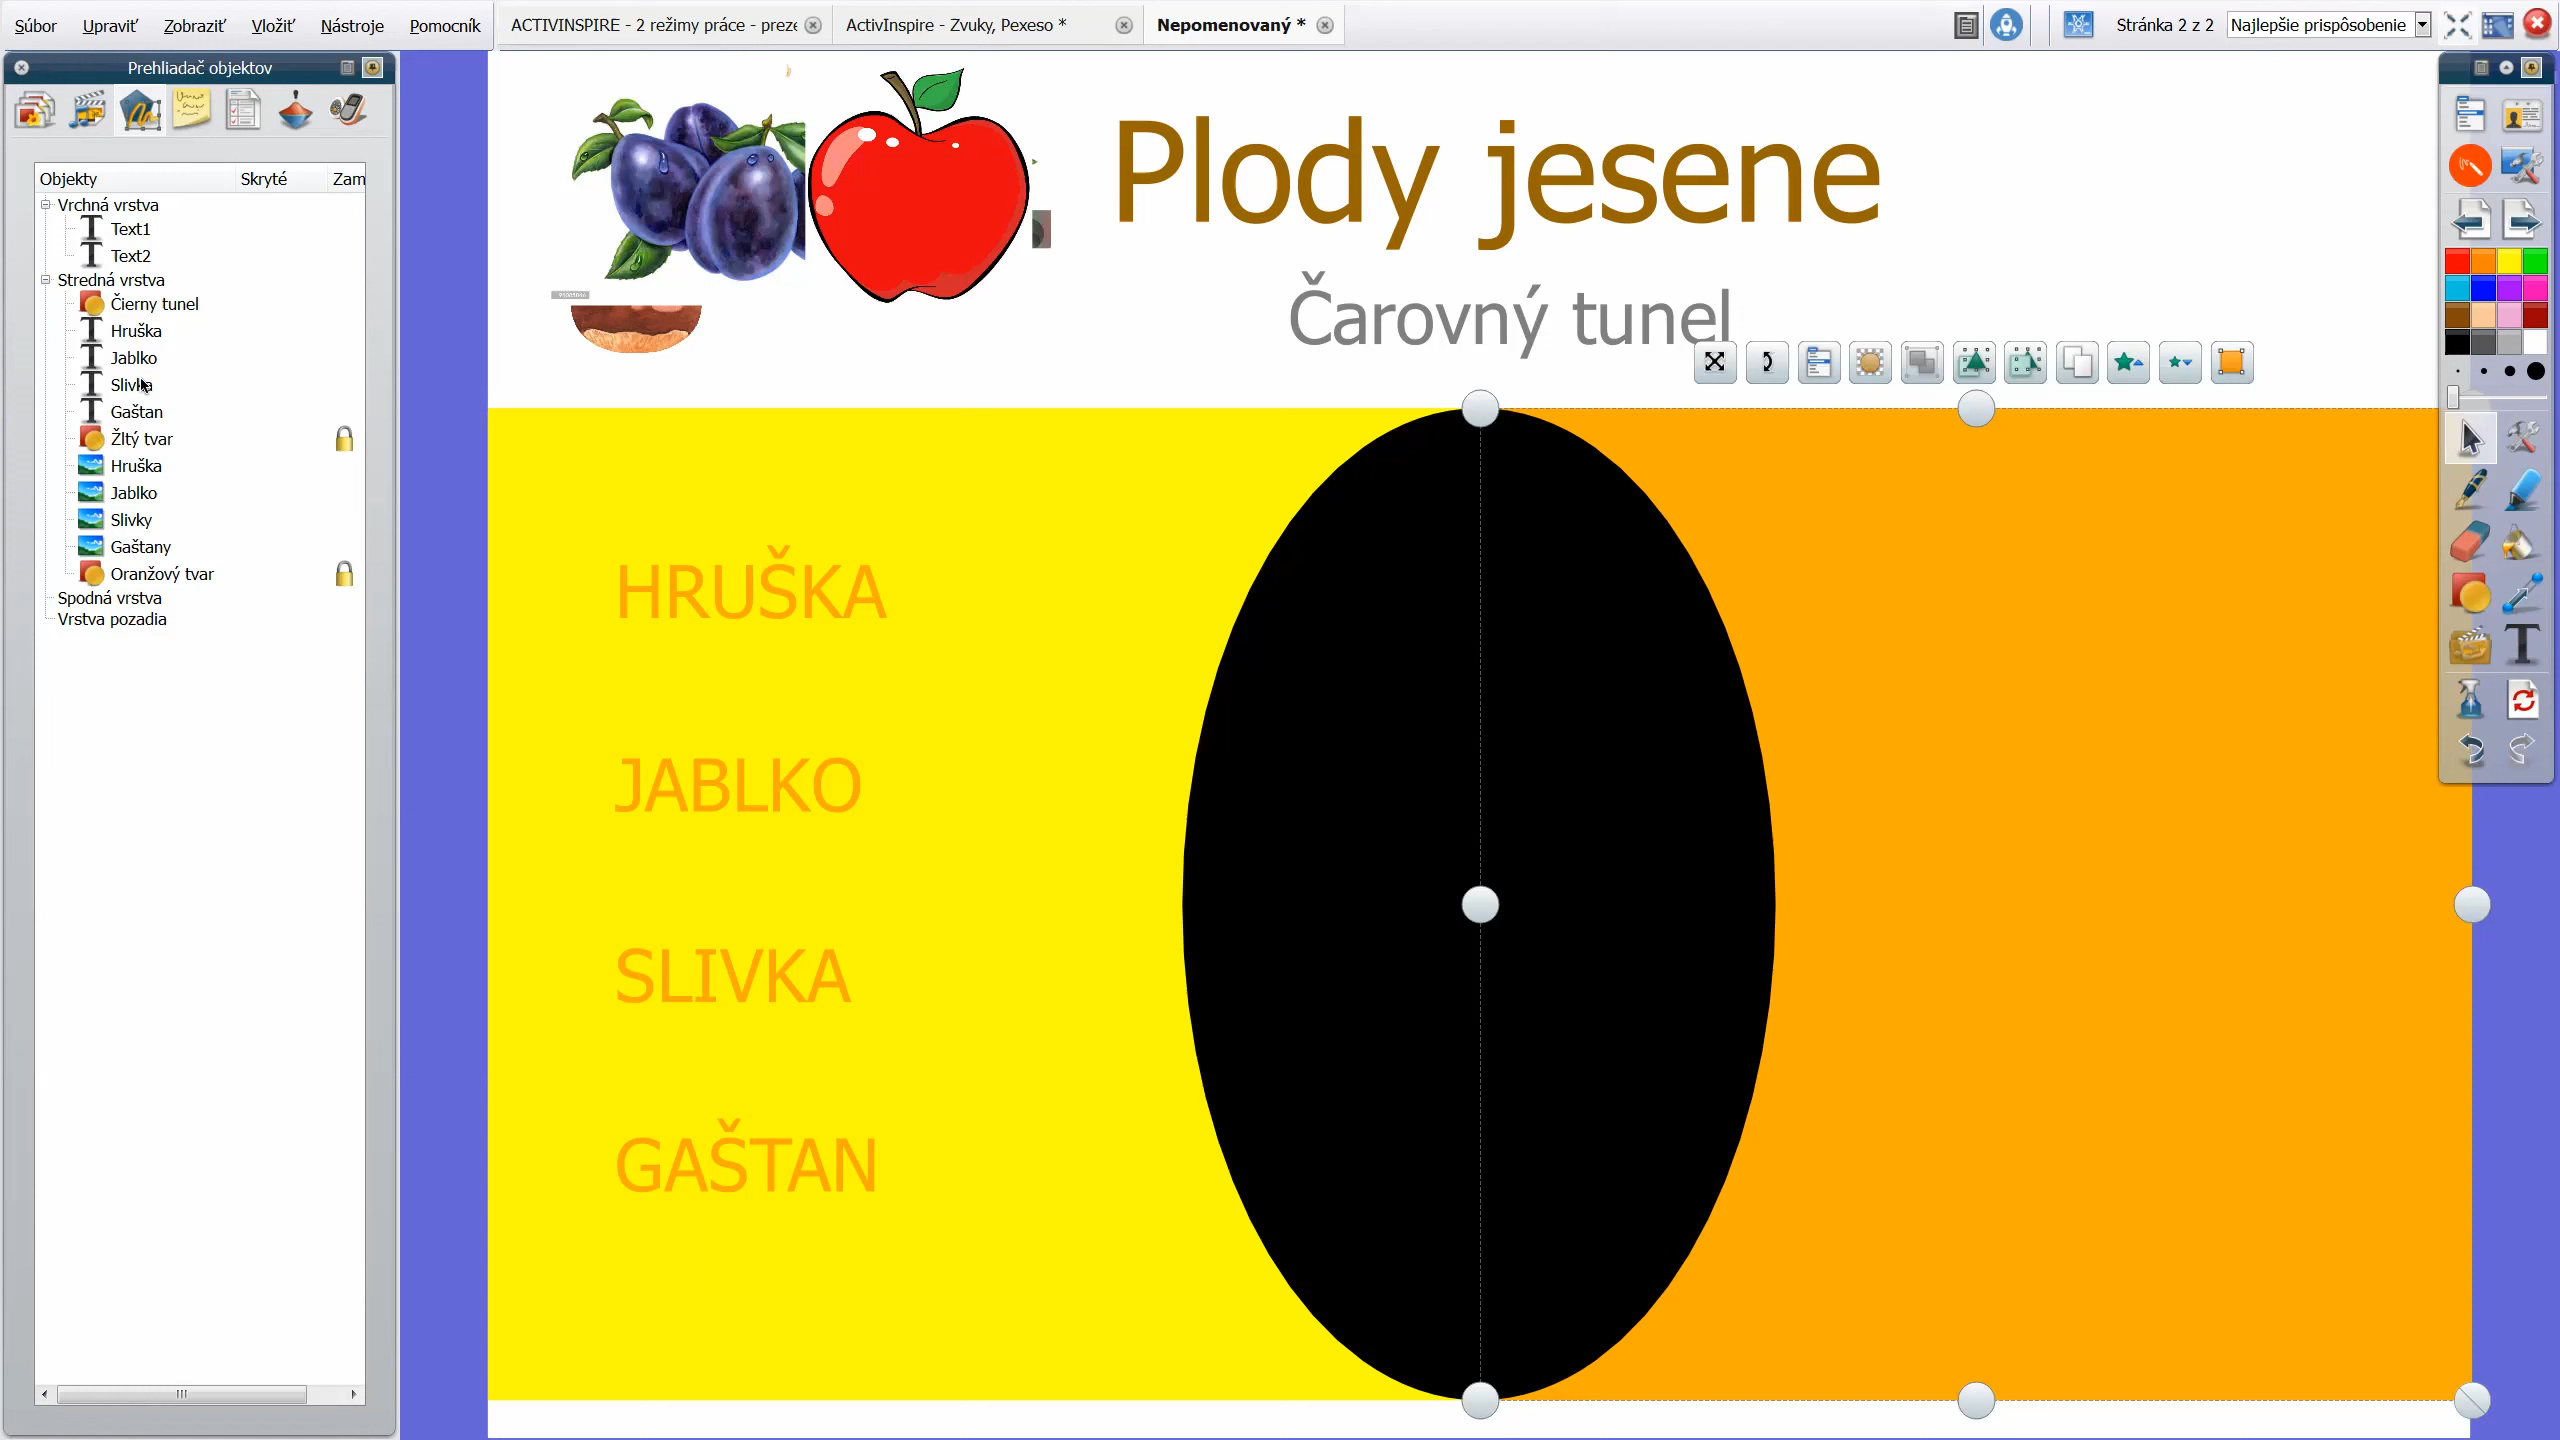 Súbor Upraviť Zobraziť Vložiť Nástroje Pomocník
ACTIVINSPIRE - 2 režimy práce - preze
ActivInspire - Zvuky, Pexeso *
Nepomenovaný *
Stránka 2 z 2
Najlepšie prispôsobenie
Prehliadač objektov
Objekty Skryté Zam
Vrchná vrstva
Text1
Text2
Stredná vrstva
Čierny tunel
Hruška
Jablko
Slivka
Gaštan
Žltý tvar
Hruška
Jablko
Slivky
Gaštany
Oranžový tvar
Spodná vrstva
Vrstva pozadia
Plody jesene
Čarovný tunel
HRUŠKA
JABLKO
SLIVKA
GAŠTAN